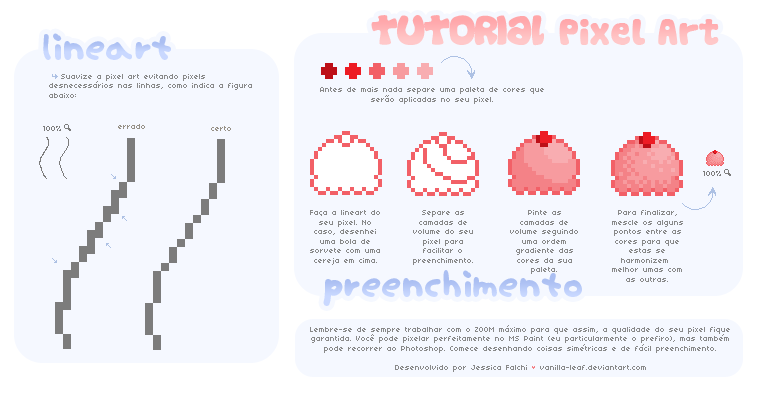 lineart
↪ Suavize a pixel art evitando pixels
desnecessários nas linhas, como indica a figura
abaixo:
100%
errado
certo
TUTORIAL Pixel Art
Antes de mais nada separe uma paleta de cores que
serão aplicadas no seu pixel.
100%
Faça a lineart do
seu pixel. No
caso, desenhei
uma bola de
sorvete com uma
cereja em cima.
Separe as
camadas de
volume do seu
pixel para
facilitar o
preenchimento.
Pinte as
camadas de
volume seguindo
uma ordem
gradiente das
cores da sua
paleta.
Para finalizar,
mescle os alguns
pontos entre as
cores para que
estas se
harmonizem
melhor umas com
as outras.
preenchimento
Lembre-se de sempre trabalhar com o ZOOM máximo para que assim, a qualidade do seu pixel fique
garantida. Você pode pixelar perfeitamente no MS Paint (eu particularmente o prefiro), mas também
pode recorrer ao Photoshop. Comece desenhando coisas simétricas e de fácil preenchimento.
Desenvolvido por Jessica Falchi ♥ vanilla-leaf.deviantart.com